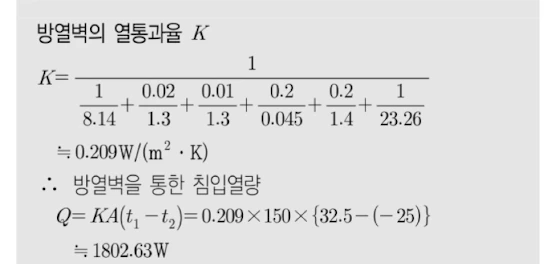 방열벽의 열통과율 K
K= 1 / (1/8.14 + 0.02/1.3 + 0.01/1.3 + 0.2/0.045 + 0.2/1.4 + 1/23.26)
≒0.209W/(m²・K)
∴ 방열벽을 통한 침입열량
Q= KA(t₁−t₂)=0.209×150×{32.5−(−25)}
≒1802.63W